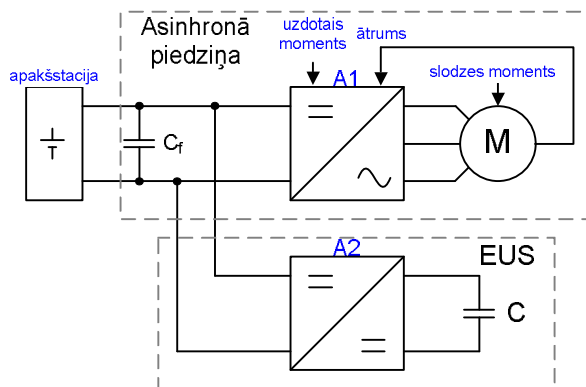 Asinhronā
piedziņa
uzdotais
moments
ātrums
apakšstacija
A1
slodzes moments
Cf
M
A2
EUS
C